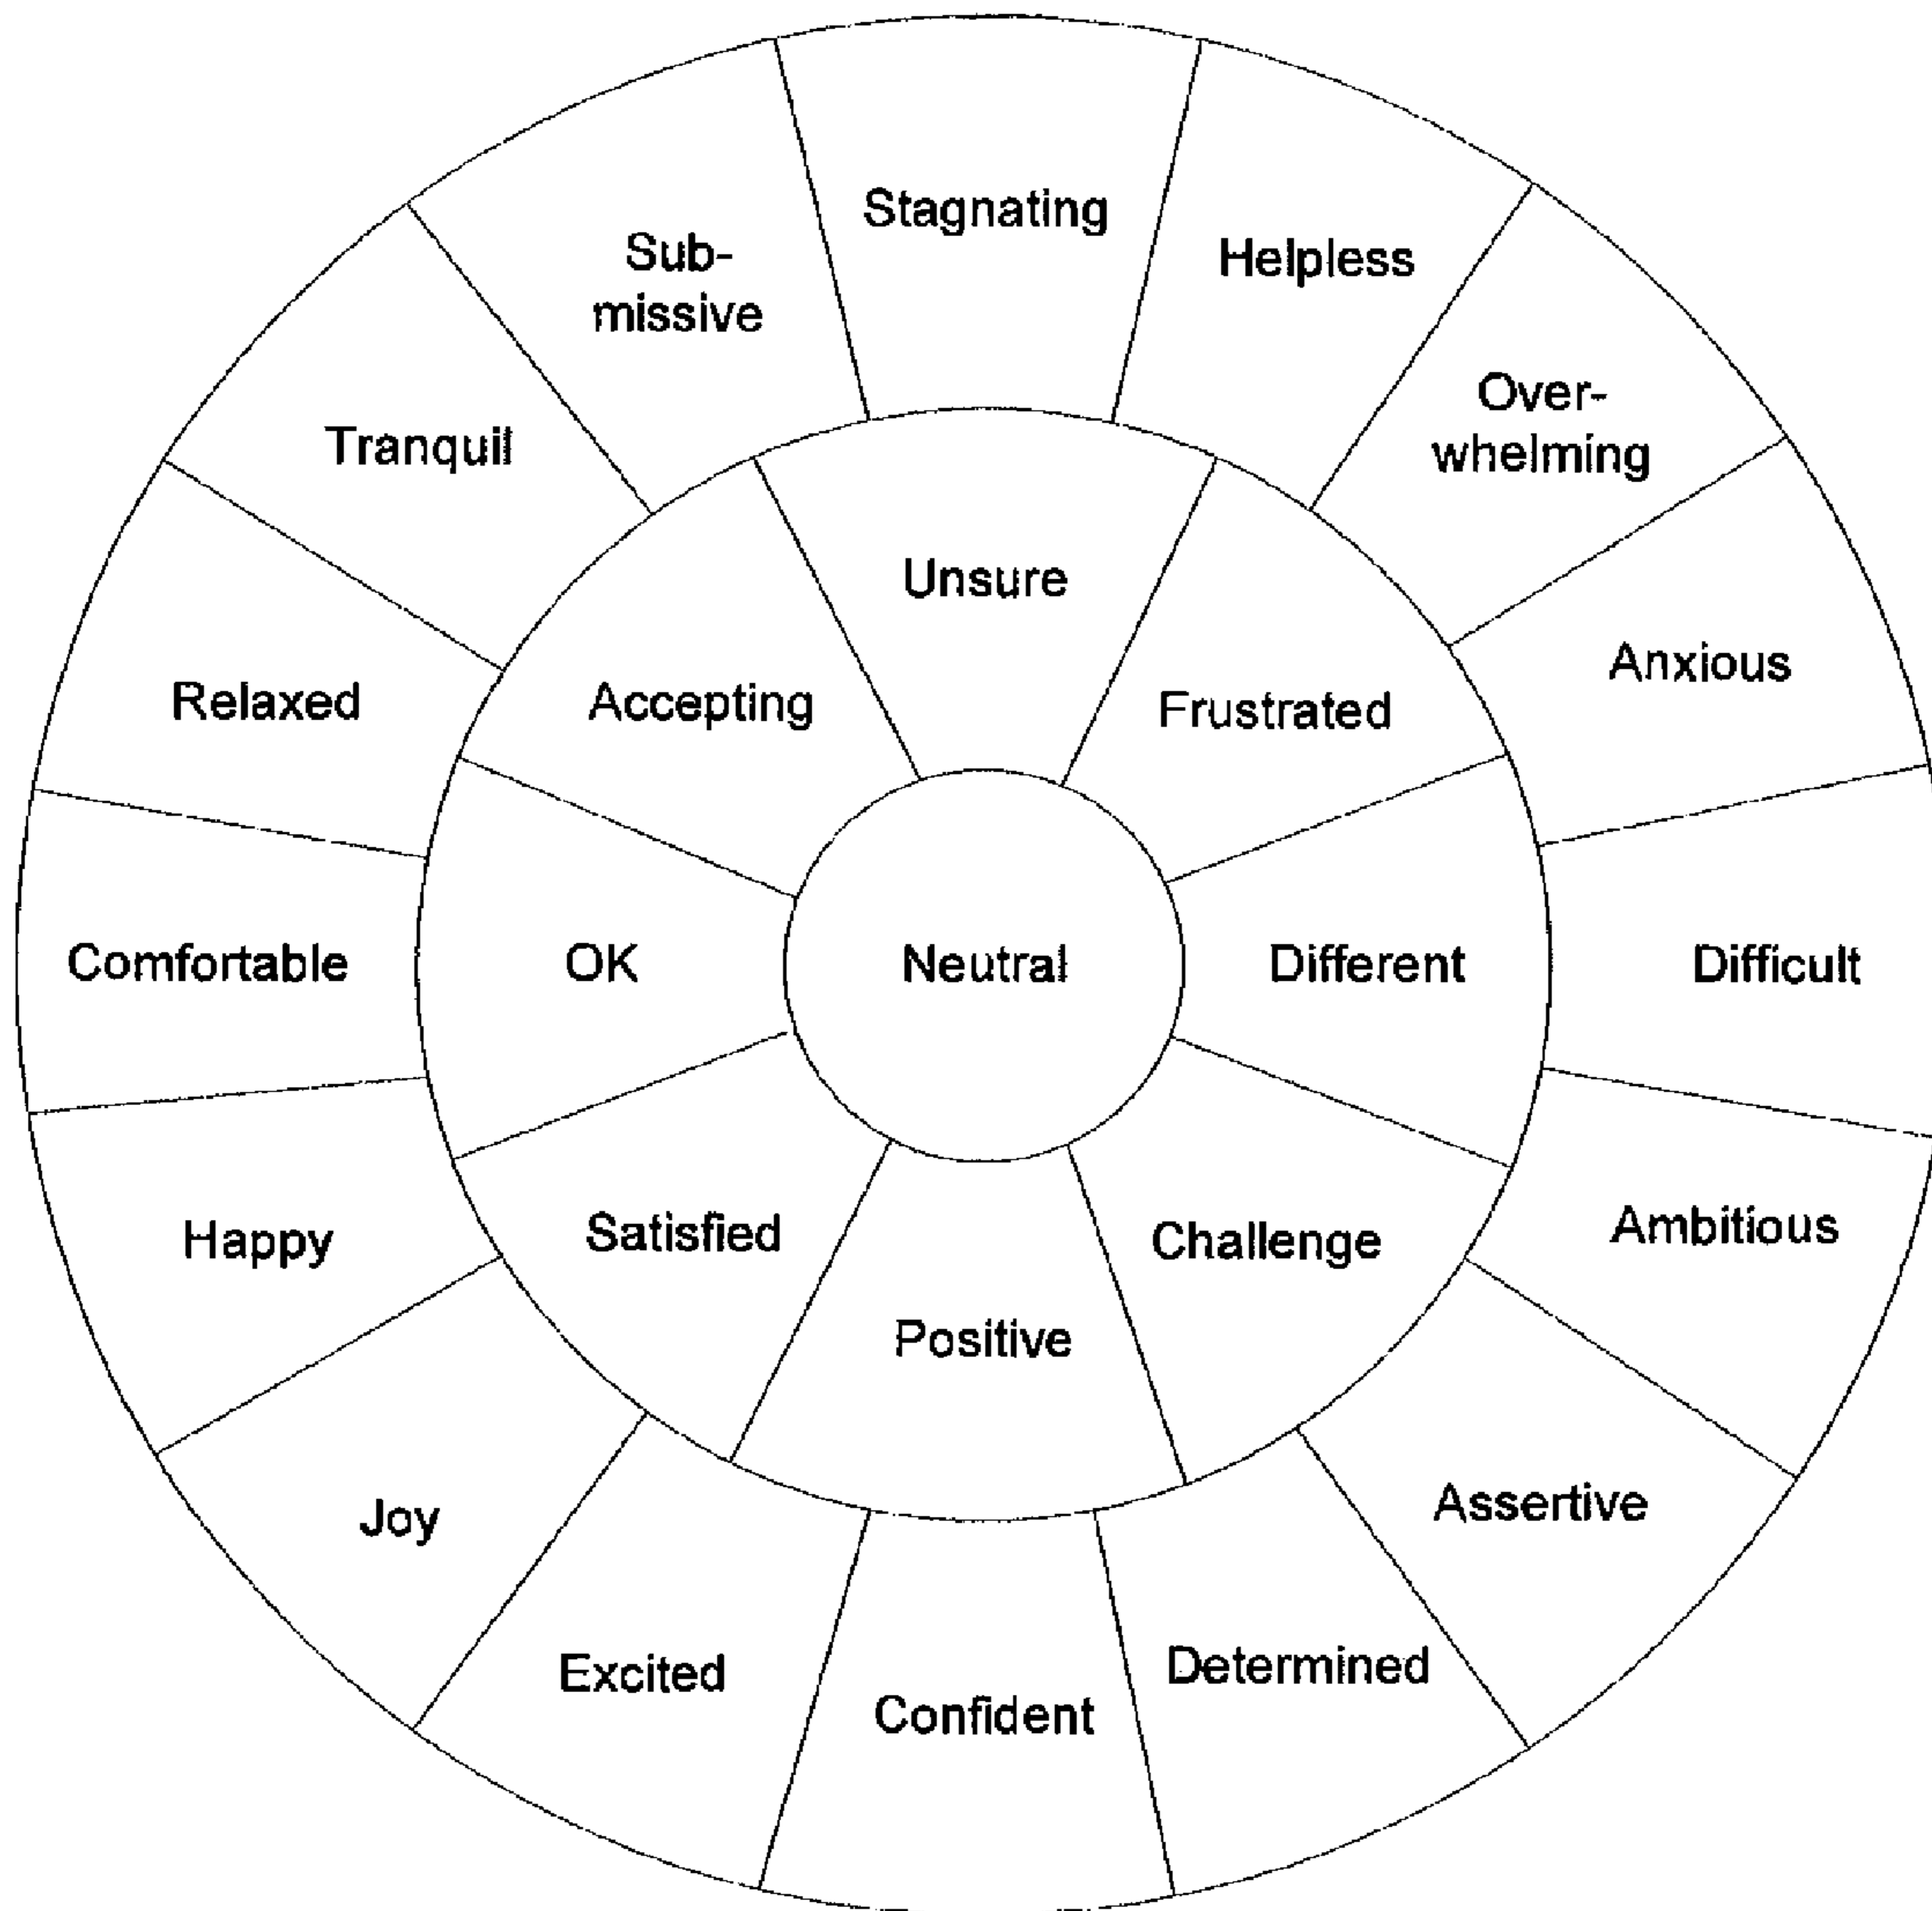 Stagnating
Sub-
missive
Helpless
Over-
whelming
Tranquil
Unsure
Anxious
Relaxed
Accepting
Frustrated
Comfortable
OK
Neutral
Different
Difficult
Happy
Satisfied
Challenge
Ambitious
Positive
Joy
Assertive
Excited
Determined
Confident